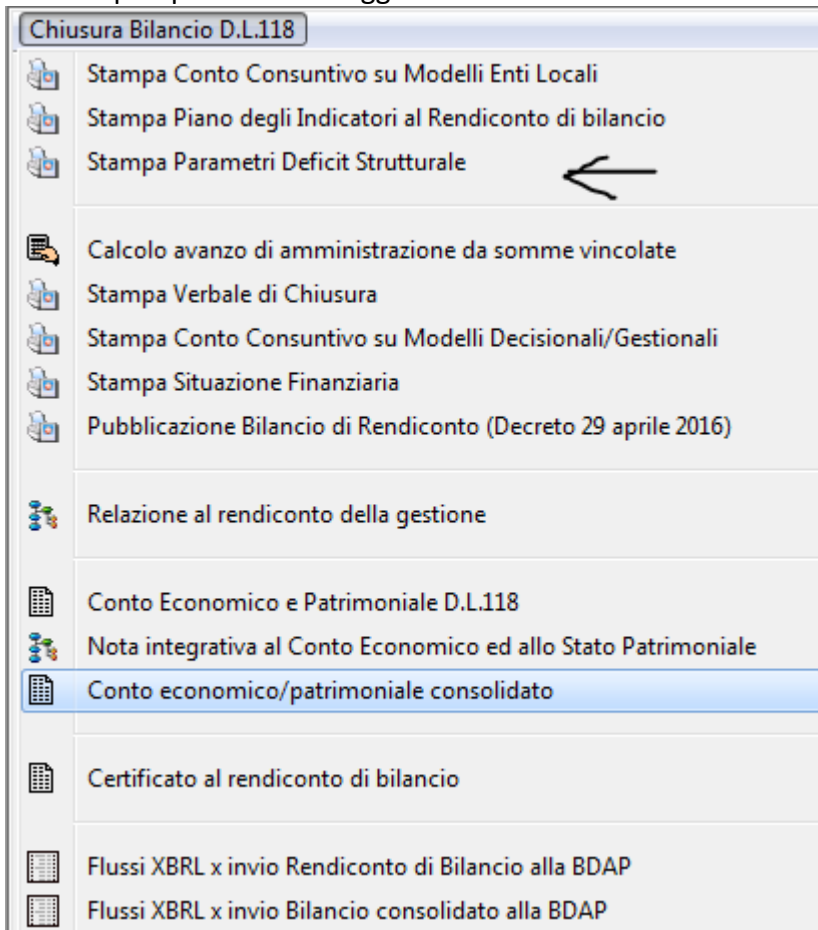 Chiusura Bilancio D.L.118
Stampa Conto Consuntivo su Modelli Enti Locali
Stampa Piano degli Indicatori al Rendiconto di bilancio
Stampa Parametri Deficit Strutturale
Calcolo avanzo di amministrazione da somme vincolate
Stampa Verbale di Chiusura
Stampa Conto Consuntivo su Modelli Decisionali/Gestionali
Stampa Situazione Finanziaria
Pubblicazione Bilancio di Rendiconto (Decreto 29 aprile 2016)
Relazione al rendiconto della gestione
Conto Economico e Patrimoniale D.L.118
Nota integrativa al Conto Economico ed allo Stato Patrimoniale
Conto economico/patrimoniale consolidato
Certificato al rendiconto di bilancio
Flussi XBRL x invio Rendiconto di Bilancio alla BDAP
Flussi XBRL x invio Bilancio consolidato alla BDAP